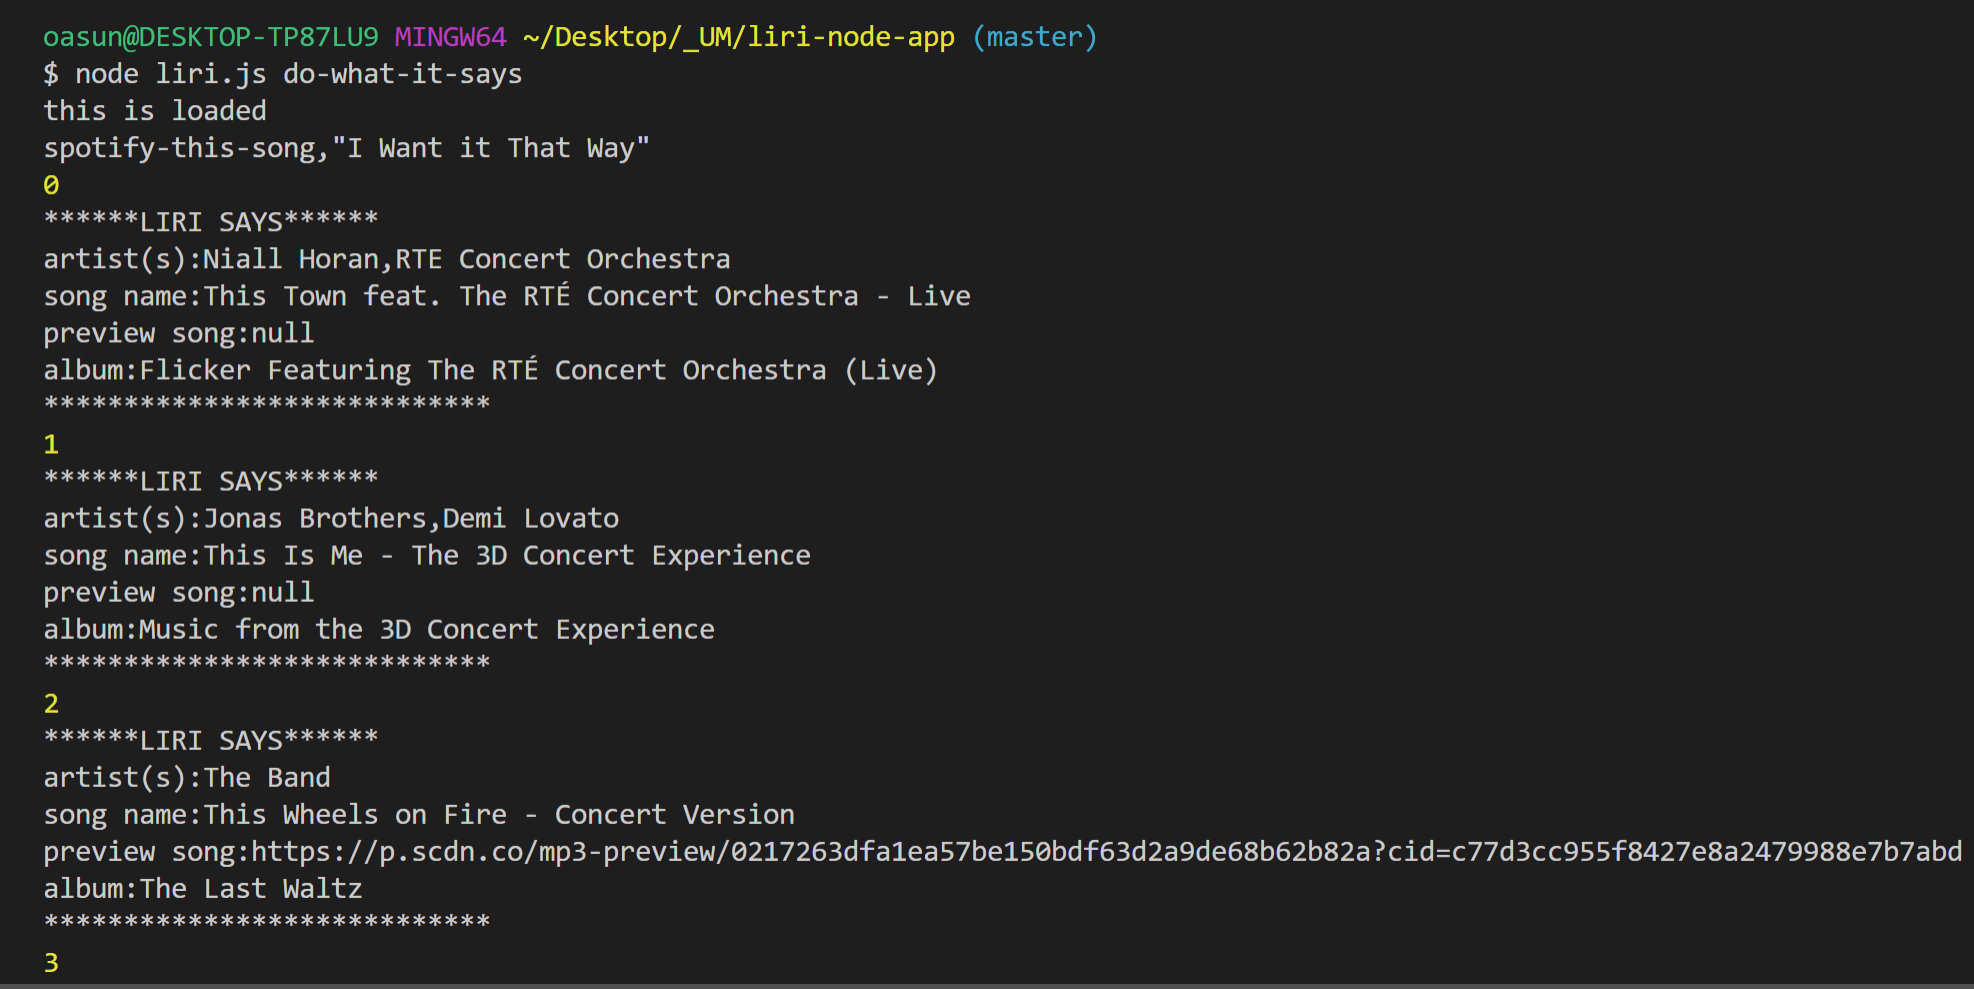 oasun@DESKTOP-TP87LU9 MINGW64 ~/Desktop/_UM/liri-node-app (master)
$ node liri.js do-what-it-says
this is loaded
spotify-this-song,"I Want it That Way"
0
******LIRI SAYS******
artist(s):Niall Horan,RTE Concert Orchestra
song name:This Town feat. The RTÉ Concert Orchestra - Live
preview song:null
album:Flicker Featuring The RTÉ Concert Orchestra (Live)
****************************
1
******LIRI SAYS******
artist(s):Jonas Brothers,Demi Lovato
song name:This Is Me - The 3D Concert Experience
preview song:null
album:Music from the 3D Concert Experience
****************************
2
******LIRI SAYS******
artist(s):The Band
song name:This Wheels on Fire - Concert Version
preview song:https://p.scdn.co/mp3-preview/0217263dfa1ea57be150bdf63d2a9de68b62b82a?cid=c77d3cc955f8427e8a2479988e7b7abd
album:The Last Waltz
****************************
3